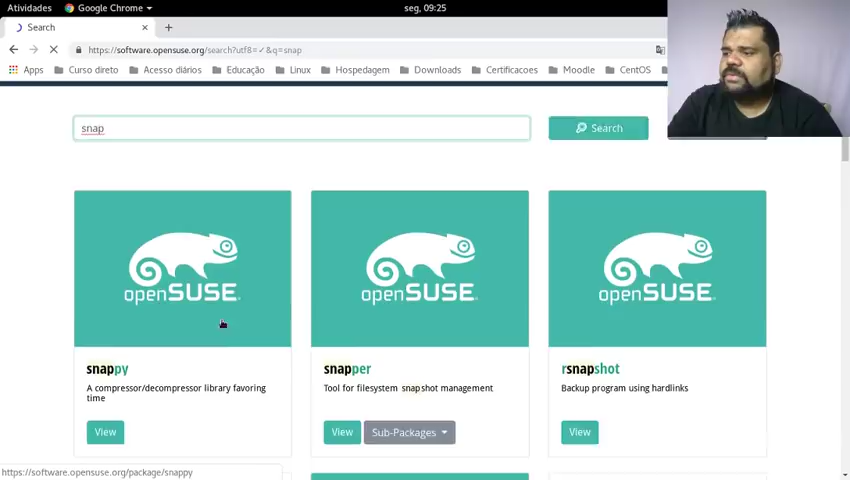 Atividades
Google Chrome
seg, 09:25
Search
https://software.opensuse.org/search?utf8=✓&q=snap
Apps
Curso direto
Acesso diários
Educação
Linux
Hospedagem
Downloads
Certificacoes
Moodle
CentOS
snap
Search
openSUSE
openSUSE
openSUSE
snappy
A compressor/decompressor library favoring
time
View
snapper
Tool for filesystem snapshot management
View
Sub-Packages
rsnapshot
Backup program using hardlinks
View
https://software.opensuse.org/package/snappy